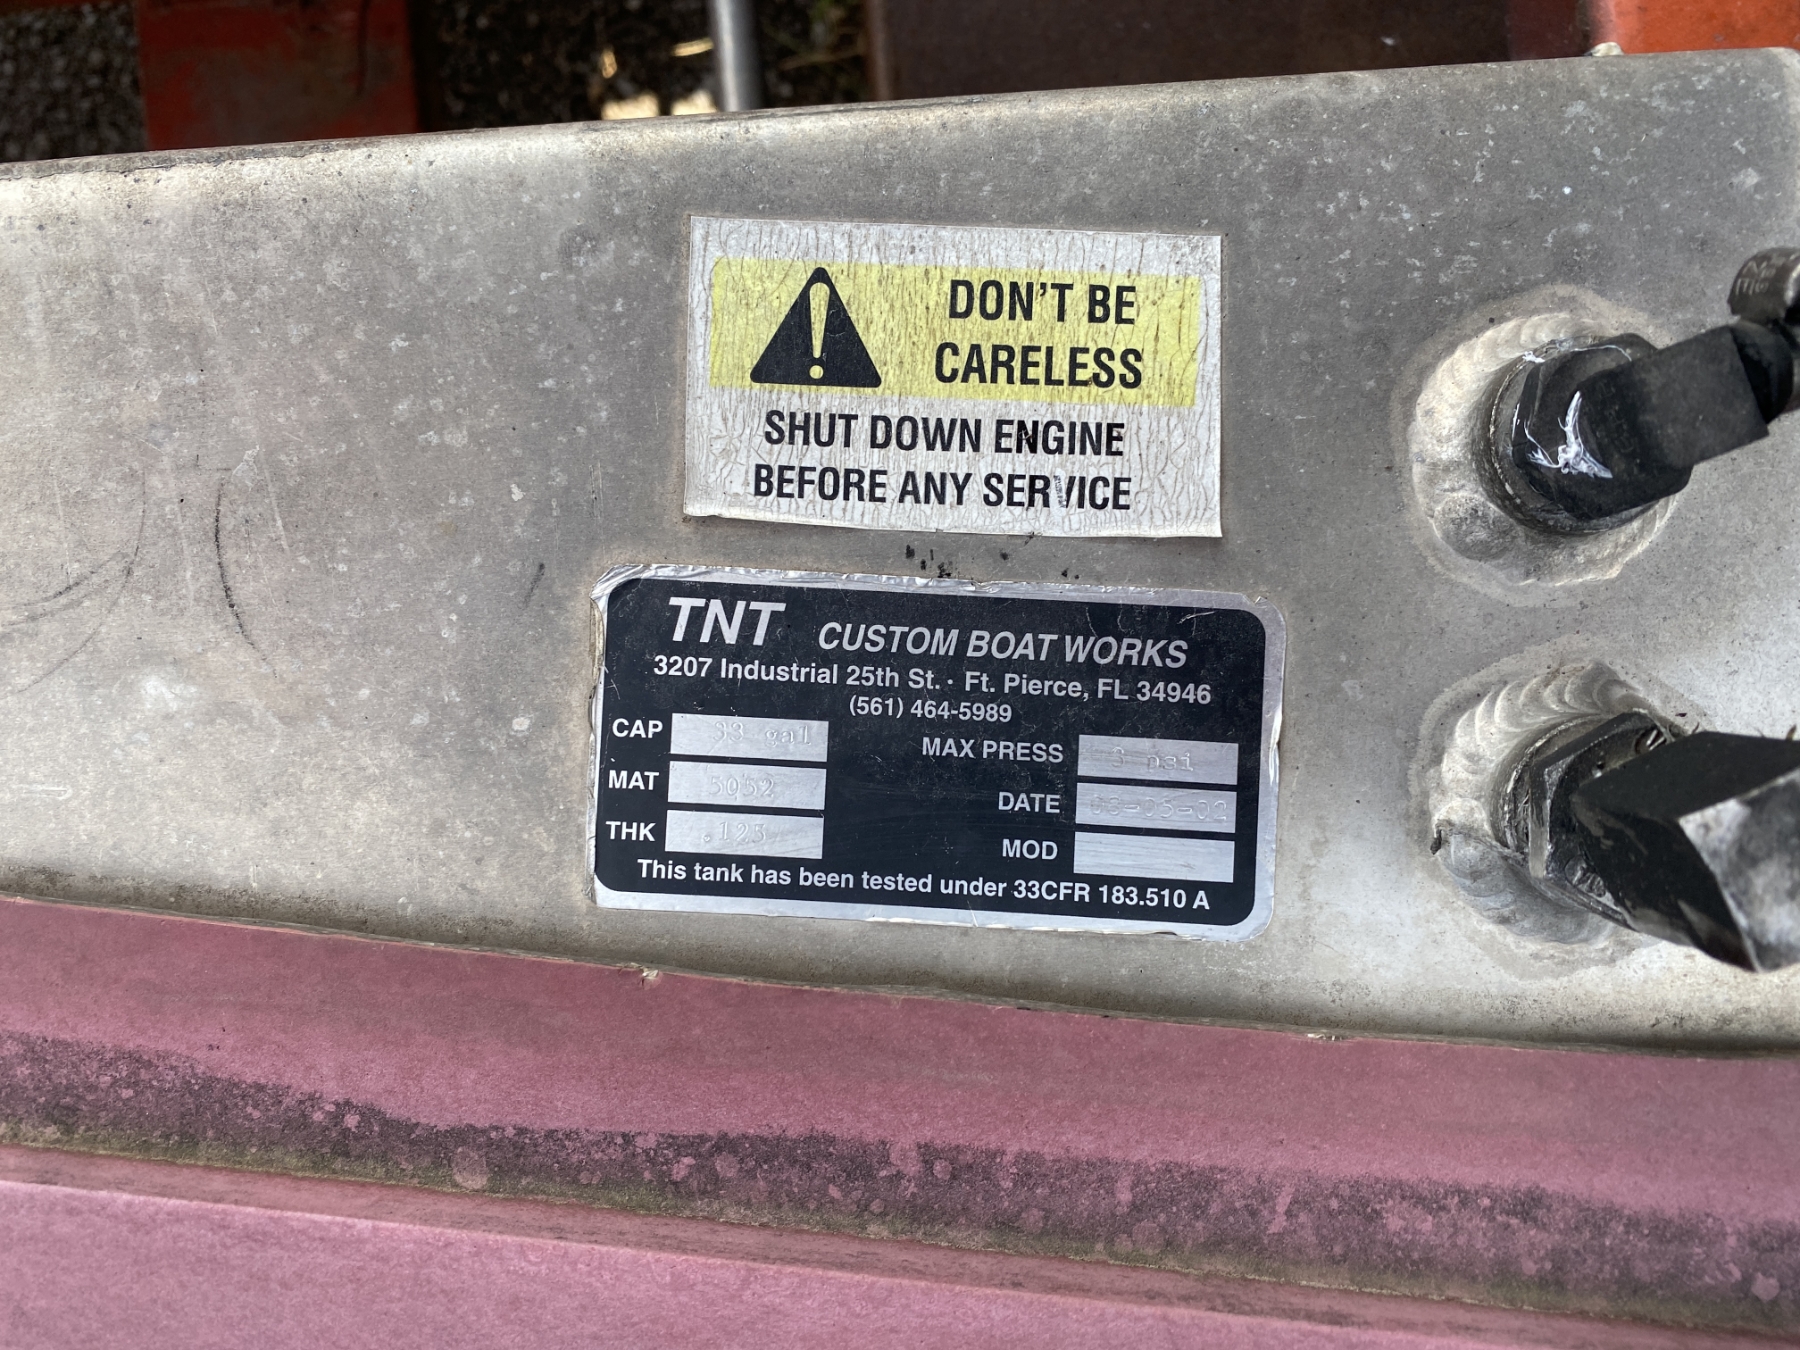 DON'T BE
CARELESS
SHUT DOWN ENGINE
BEFORE ANY SERVICE
TNT CUSTOM BOAT WORKS
3207 Industrial 25th St. · Ft. Pierce, FL 34946
(561) 464-5989
CAP 33 gal MAX PRESS 3 psi
MAT 5052 DATE
THK .125 MOD
This tank has been tested under 33CFR 183.510 A